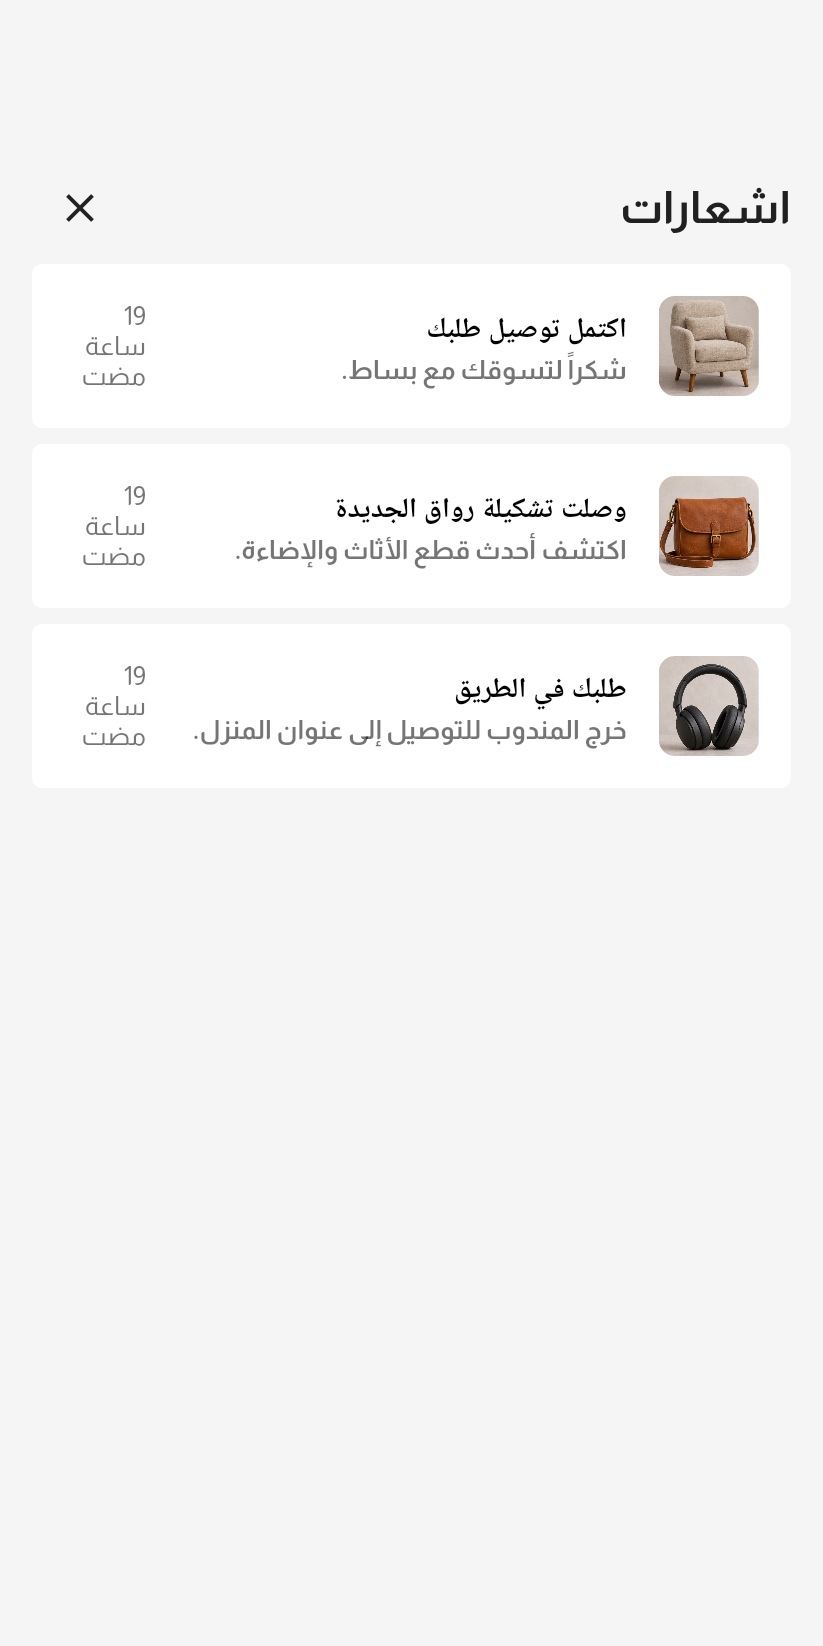 اشعارات
اكتمل توصيل طلبك
شكراً لتسوقك مع بساط.
19
ساعة
مضت
وصلت تشكيلة رواق الجديدة
اكتشف أحدث قطع الأثاث والإضاءة.
19
ساعة
مضت
طلبك في الطريق
خرج المندوب للتوصيل إلى عنوان المنزل.
19
ساعة
مضت